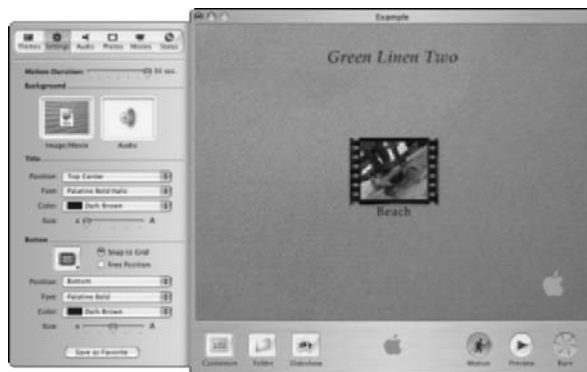 Example
Themes Settings Audio Photos Movies Status
Motion Duration: 30 sec.
Background
Image/Movie Audio
Title
Position: Top Center
Font: Palatino Bold Italic
Color: Dark Brown
Size: A A
Button
Snap to Grid
Free Position
Position: Bottom
Font: Palatino Bold
Color: Dark Brown
Size: A A
Save as Favorite
Green Linen Two
Beach
Customize Folder Slideshow Motion Preview Burn